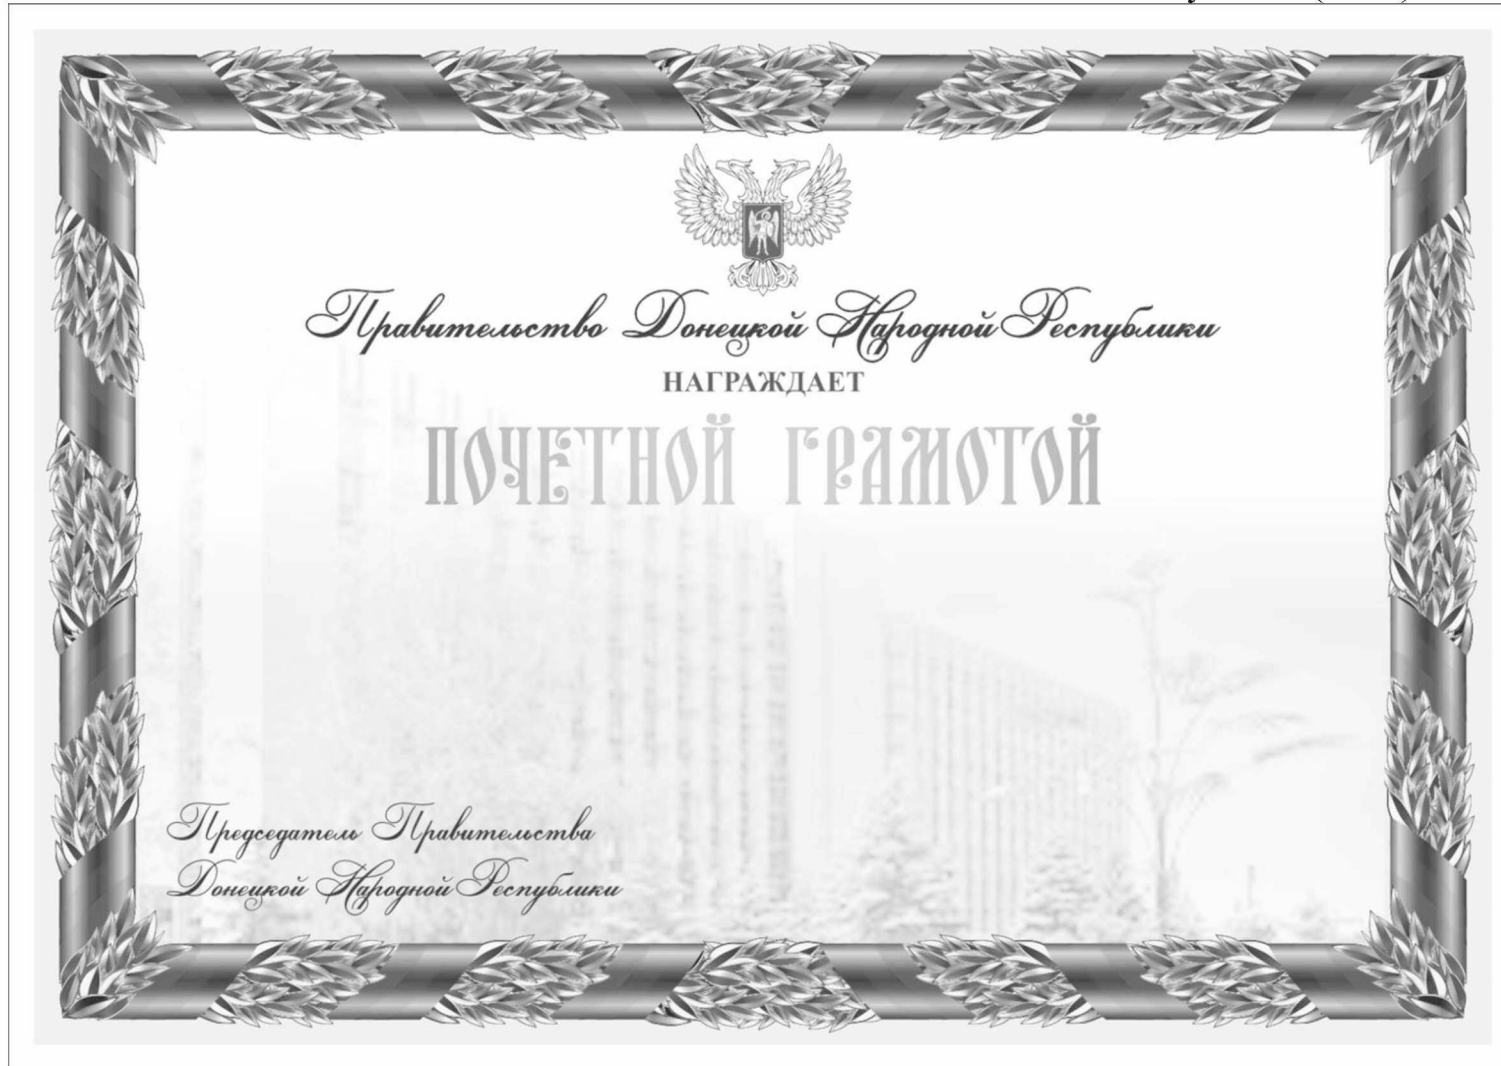 Правительство Донецкой Народной Республики
НАГРАЖДАЕТ
ПОЧЕТНОЙ ГРАМОТОЙ
Председатель Правительства
Донецкой Народной Республики